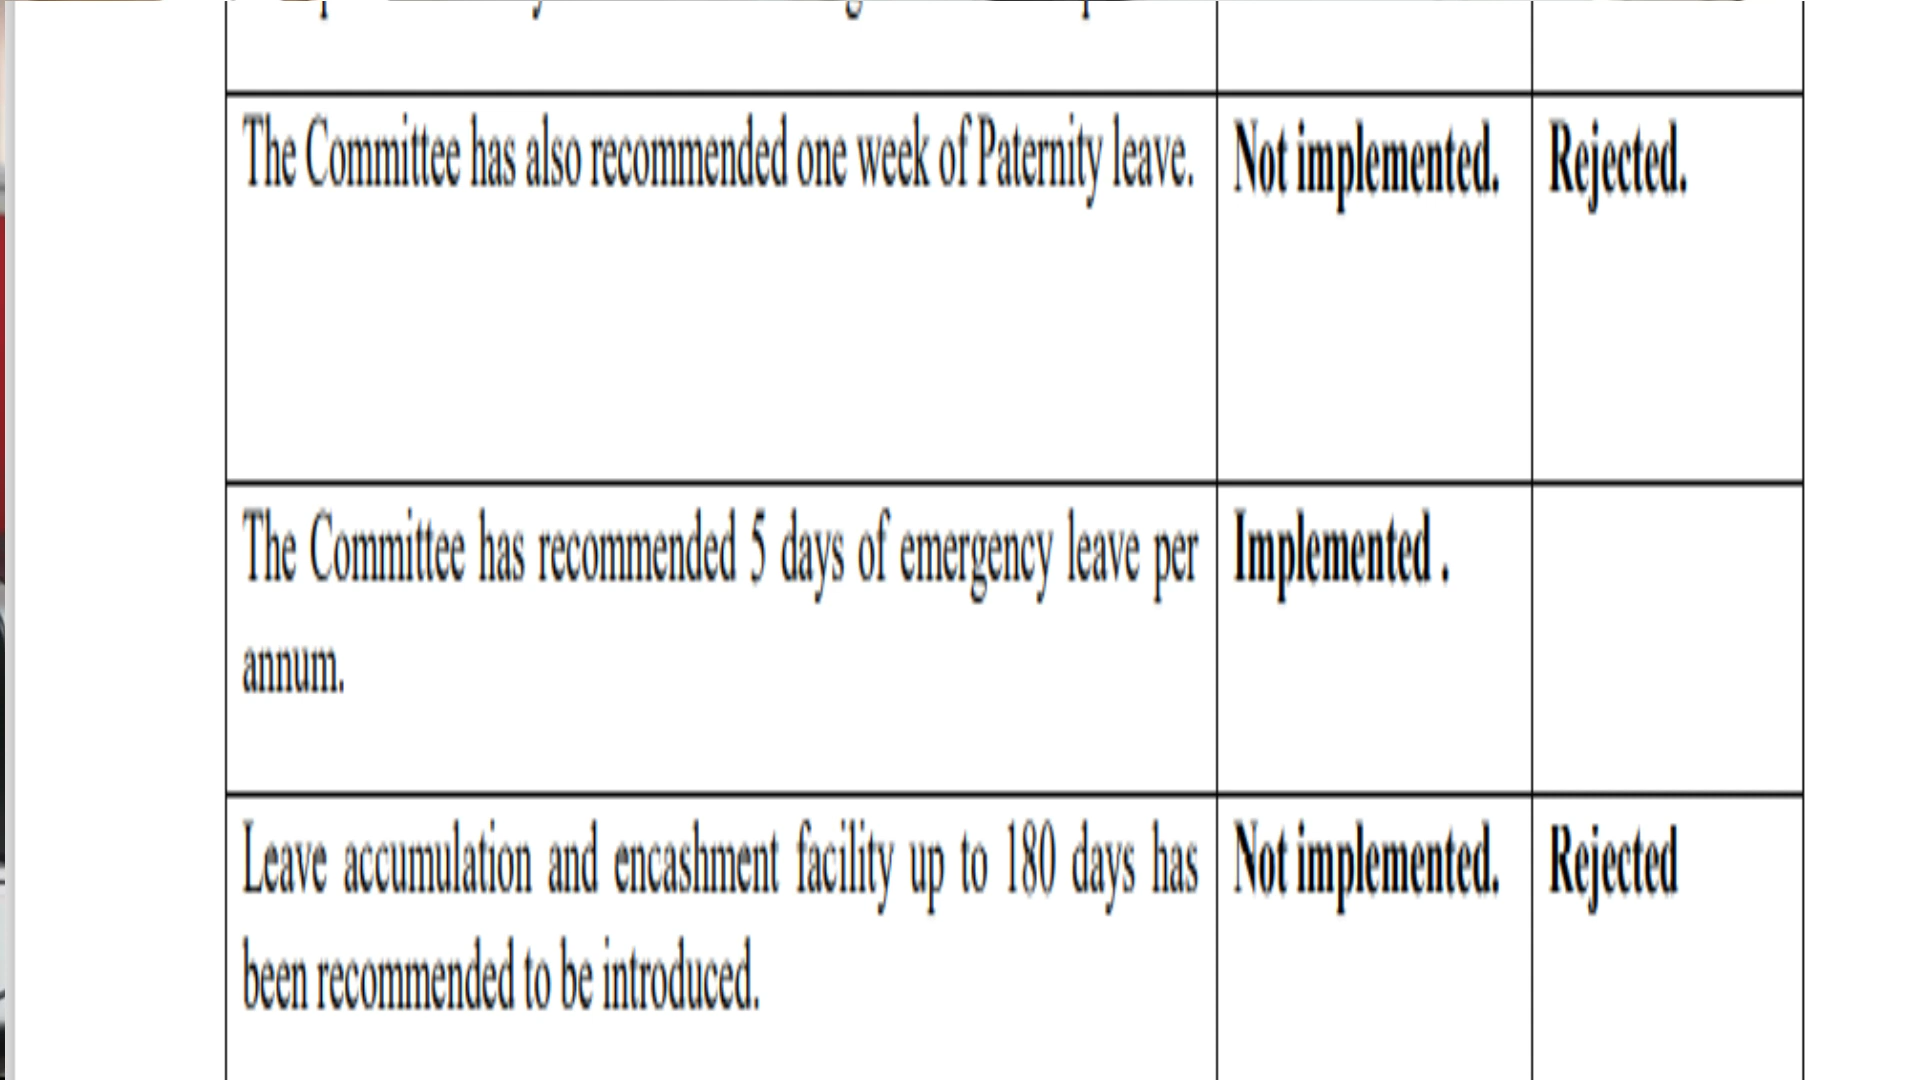 The Committee has also recommended one week of Paternity leave.
Not implemented.
Rejected.
The Committee has recommended 5 days of emergency leave per
annum.
Implemented .
Leave accumulation and encashment facility up to 180 days has
been recommended to be introduced.
Not implemented.
Rejected